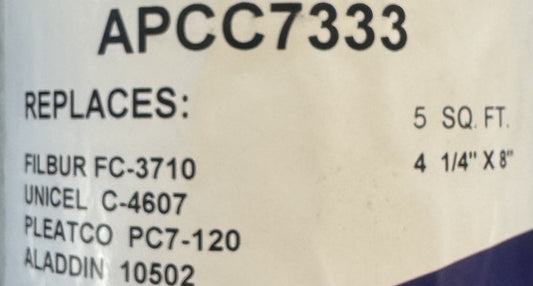 APCC7333
REPLACES:
5 SQ. FT.
4 1/4" X 8"
FILBUR FC-3710
UNICEL C-4607
PLEATCO PC7-120
ALADDIN 10502